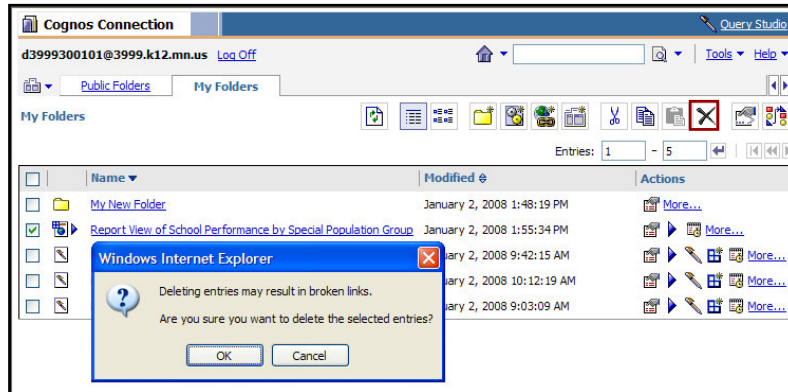 Cognos Connection
Query Studio
d3999300101@3999.k12.mn.us Log Off
Tools Help
Public Folders My Folders
My Folders
Entries: 1 - 5
Name Modified Actions
My New Folder January 2, 2008 1:48:19 PM More...
Report View of School Performance by Special Population Group January 2, 2008 1:55:34 PM More...
Windows Internet Explorer
uary 2, 2008 9:42:15 AM More...
Deleting entries may result in broken links.
uary 2, 2008 10:12:19 AM More...
Are you sure you want to delete the selected entries?
uary 2, 2008 9:03:09 AM More...
OK Cancel